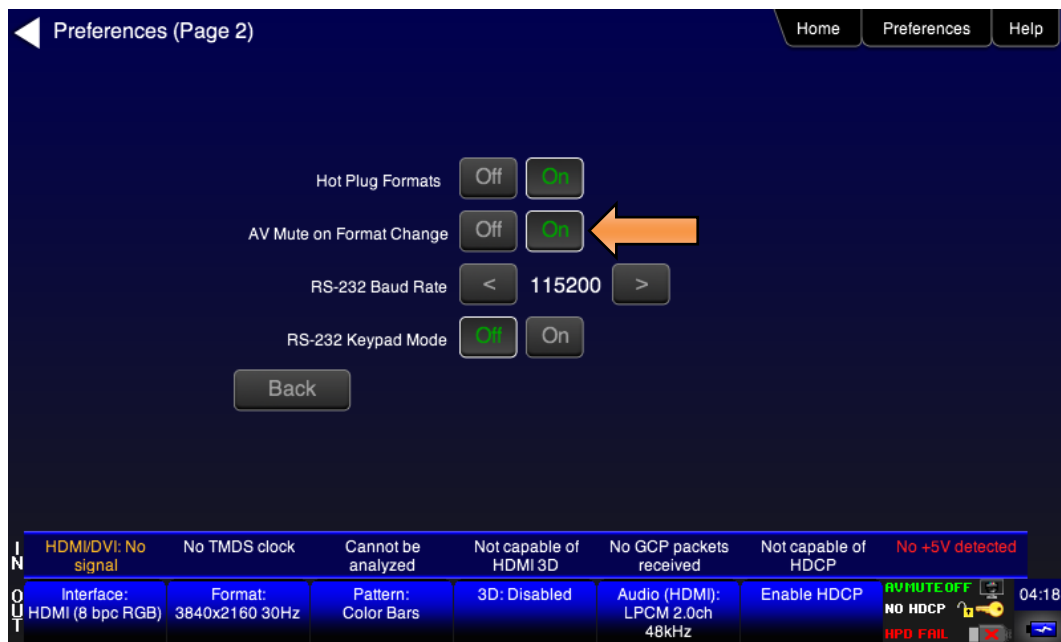 Preferences (Page 2)
Home
Preferences
Help
Hot Plug Formats Off On
AV Mute on Format Change Off On
RS-232 Baud Rate < 115200 >
RS-232 Keypad Mode Off On
Back
IN
HDMI/DVI: No
signal
No TMDS clock
Cannot be
analyzed
Not capable of
HDMI 3D
No GCP packets
received
Not capable of
HDCP
No +5V detected
OUT
Interface:
HDMI (8 bpc RGB)
Format:
3840x2160 30Hz
Pattern:
Color Bars
3D: Disabled
Audio (HDMI):
LPCM 2.0ch
48kHz
Enable HDCP
AVMUTE OFF
NO HDCP
HPD FAIL
04:18